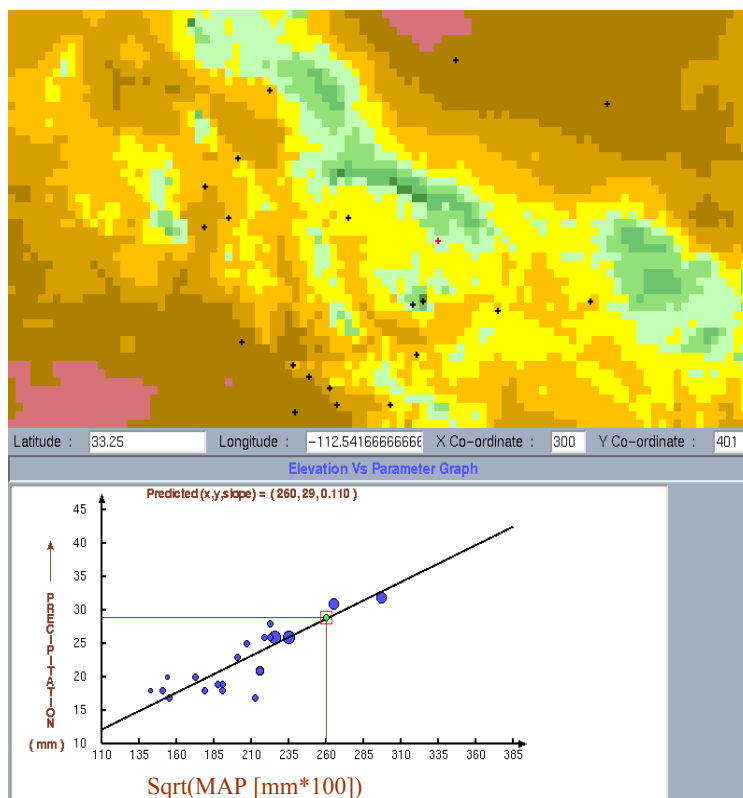 Latitude : 33.25 Longitude : -112.5416666666 X Co-ordinate : 300 Y Co-ordinate : 401
Elevation Vs Parameter Graph
Predicted (x,y,slope) = ( 260, 29, 0.110 )
45
40
35
30
25
20
15
10
PRECIPITATION
( mm )
110 135 160 185 210 235 260 285 310 335 360 385
Sqrt(MAP [mm*100])